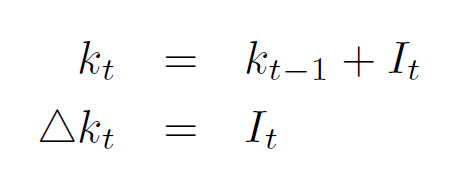 k_t = k_{t−1} + I_t
△k_t = I_t